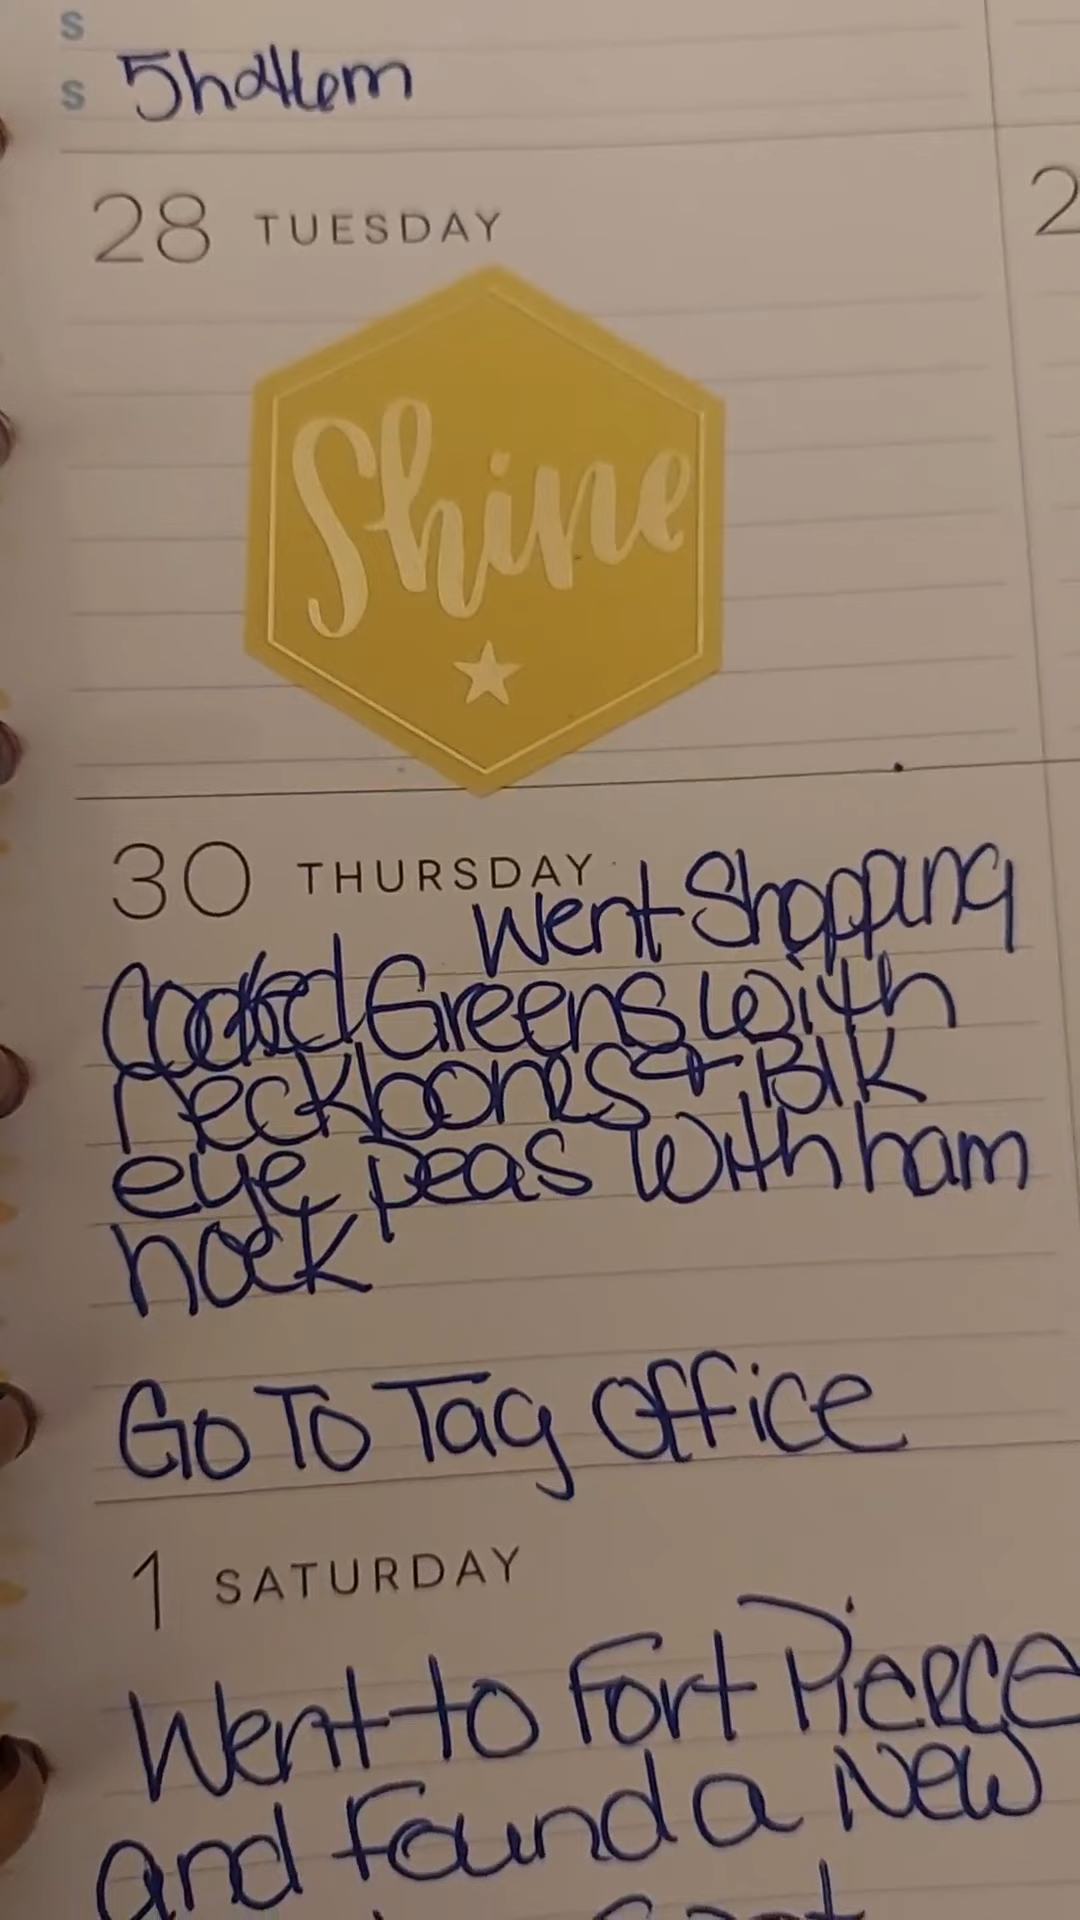 S
S
28 TUESDAY
2
Shine
30 THURSDAY
Went Shopping
Cooked Greens With
neckbones + Blk
eye peas With ham
hock
Go To Tag Office
1 SATURDAY
Went to Fort Pierce
and Found a New